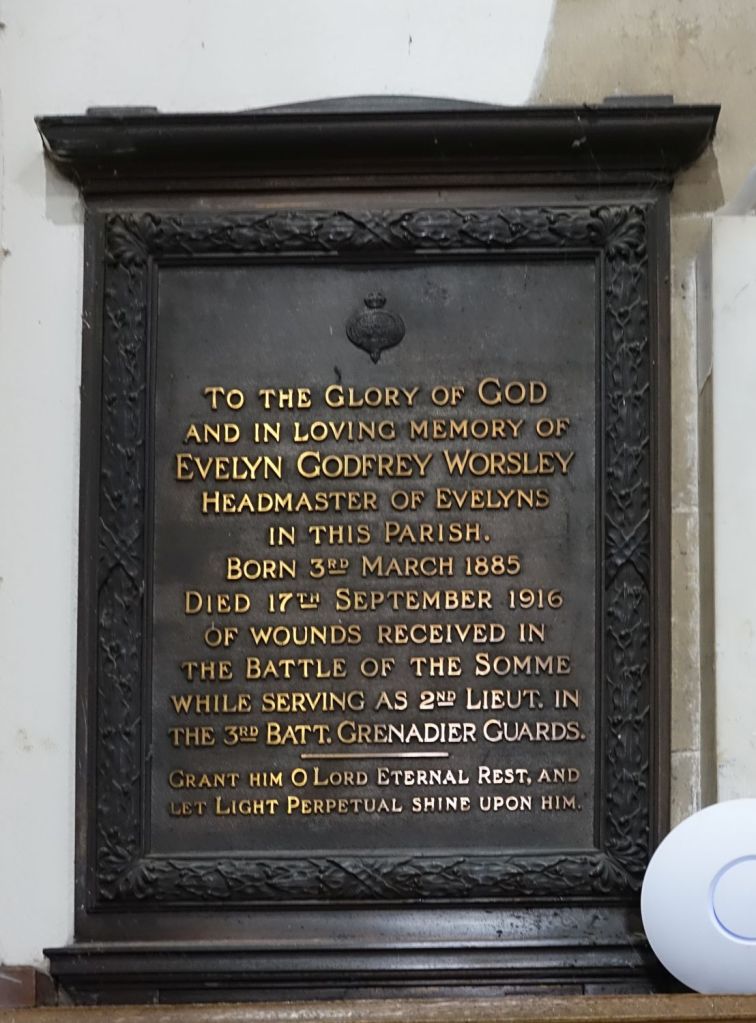 To the Glory of God
and in loving memory of
Evelyn Godfrey Worsley
Headmaster of Evelyns
in this Parish.
Born 3rd March 1885
Died 17th September 1916
of wounds received in
the Battle of the Somme
while serving as 2nd Lieut. in
the 3rd Batt. Grenadier Guards.
Grant him O Lord Eternal Rest, and
let Light Perpetual shine upon him.